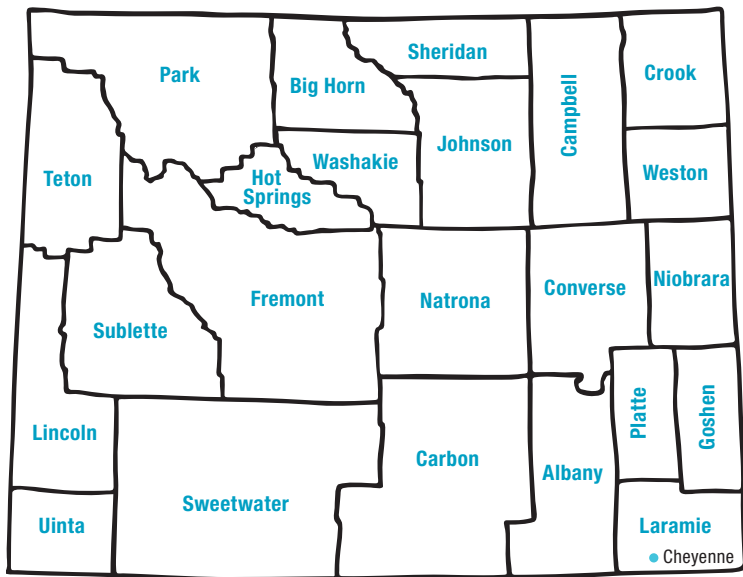 Sheridan
Park
Crook
Big Horn
Campbell
Johnson
Washakie
Weston
Teton
Hot
Springs
Niobrara
Converse
Fremont
Natrona
Sublette
Platte
Goshen
Lincoln
Carbon
Albany
Sweetwater
Uinta
Laramie
Cheyenne